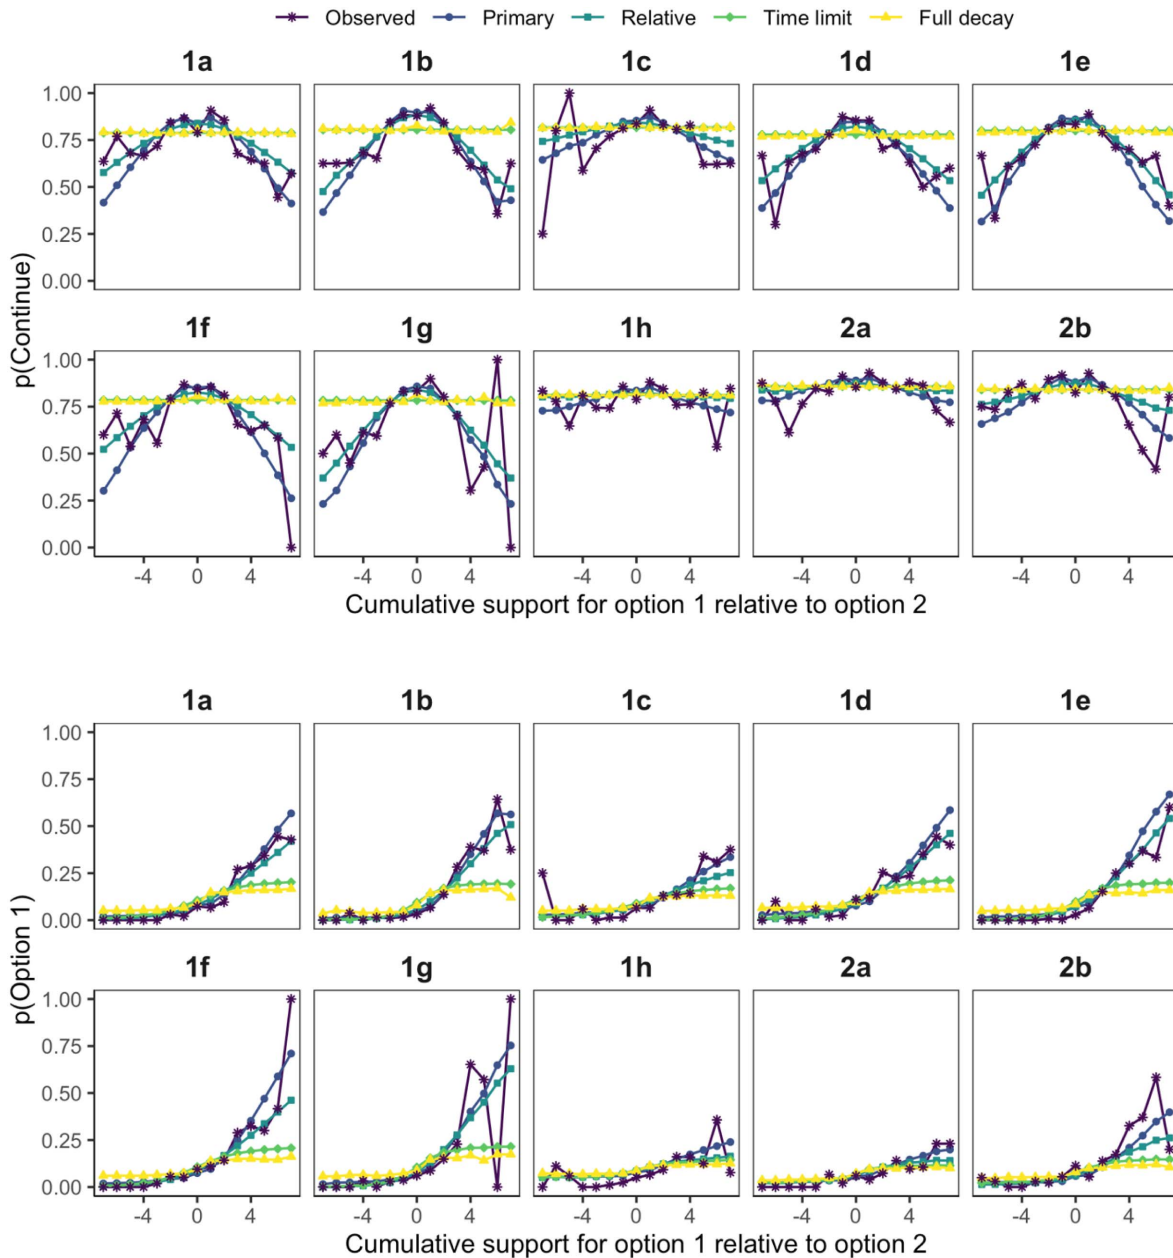 Observed Primary Relative Time limit Full decay
1a 1b 1c 1d 1e
1.00
0.75
0.50
0.25
0.00
1f 1g 1h 2a 2b
1.00
0.75
0.50
0.25
0.00
p(Continue)
-4 0 4 -4 0 4 -4 0 4 -4 0 4 -4 0 4
Cumulative support for option 1 relative to option 2
1a 1b 1c 1d 1e
1.00
0.75
0.50
0.25
0.00
1f 1g 1h 2a 2b
1.00
0.75
0.50
0.25
0.00
p(Option 1)
-4 0 4 -4 0 4 -4 0 4 -4 0 4 -4 0 4
Cumulative support for option 1 relative to option 2